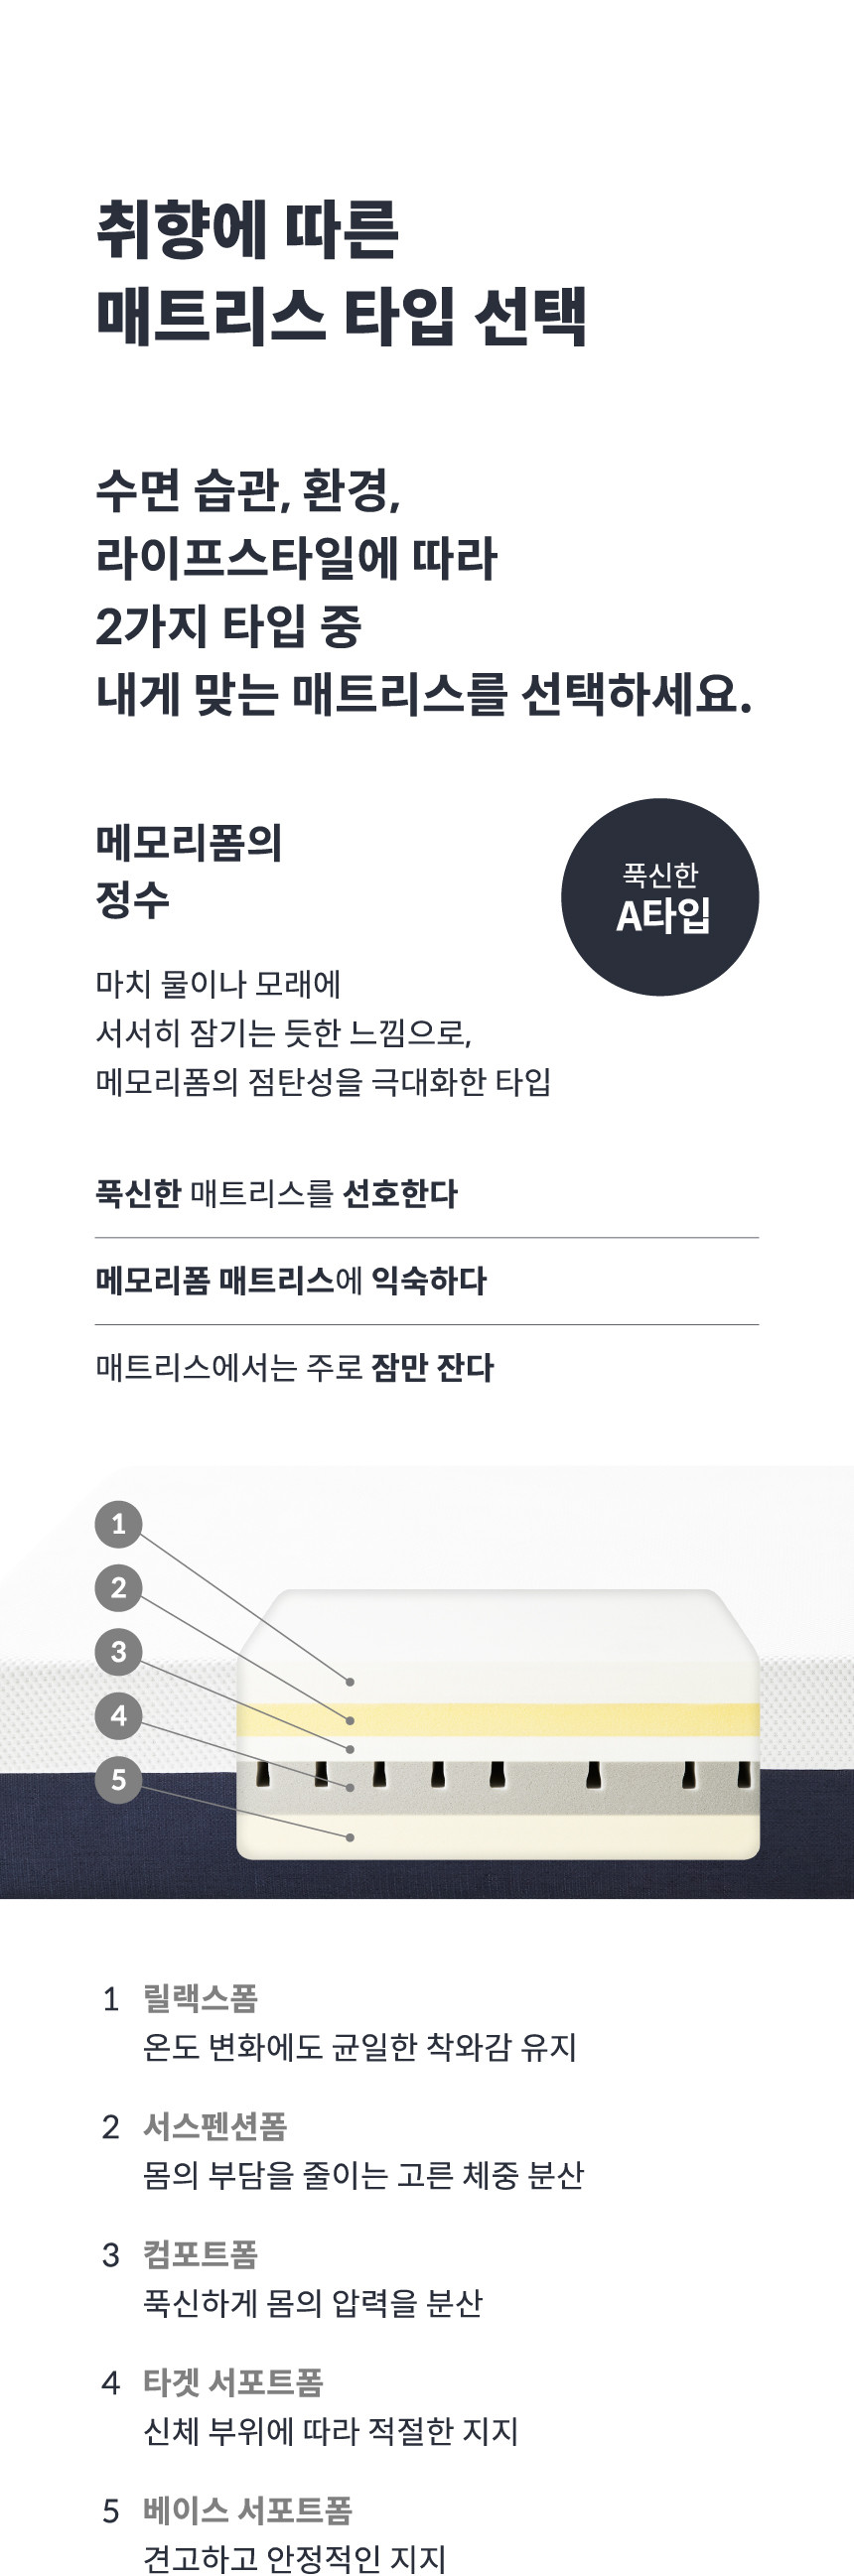 취향에 따른
매트리스 타입 선택
수면 습관, 환경,
라이프스타일에 따라
2가지 타입 중
내게 맞는 매트리스를 선택하세요.
메모리폼의
정수
푹신한
A타입
마치 물이나 모래에
서서히 잠기는 듯한 느낌으로,
메모리폼의 점탄성을 극대화한 타입
푹신한 매트리스를 선호한다
메모리폼 매트리스에 익숙하다
매트리스에서는 주로 잠만 잔다
1
2
3
4
5
1 릴랙스폼
온도 변화에도 균일한 착와감 유지
2 서스펜션폼
몸의 부담을 줄이는 고른 체중 분산
3 컴포트폼
푹신하게 몸의 압력을 분산
4 타겟 서포트폼
신체 부위에 따라 적절한 지지
5 베이스 서포트폼
견고하고 안정적인 지지